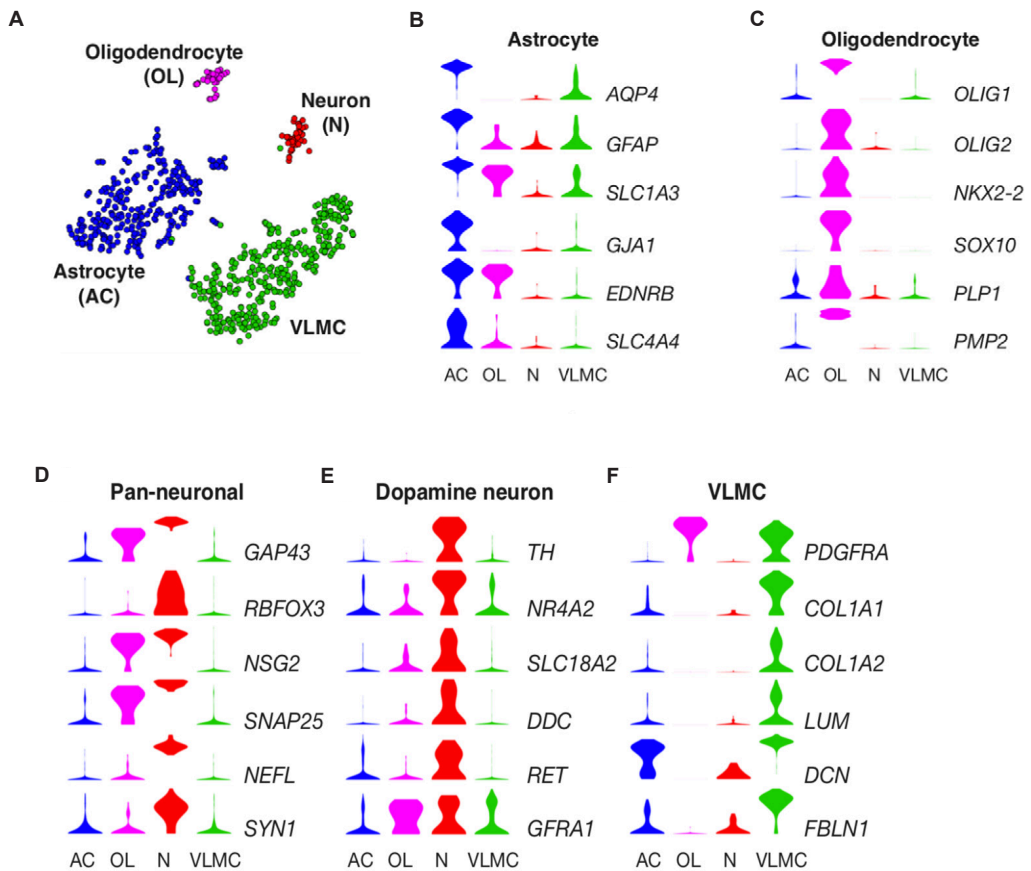 A
Oligodendrocyte
(OL)
Neuron
(N)
Astrocyte
(AC)
VLMC
B
Astrocyte
AQP4
GFAP
SLC1A3
GJA1
EDNRB
SLC4A4
AC OL N VLMC
C
Oligodendrocyte
OLIG1
OLIG2
NKX2-2
SOX10
PLP1
PMP2
AC OL N VLMC
D
Pan-neuronal
GAP43
RBFOX3
NSG2
SNAP25
NEFL
SYN1
AC OL N VLMC
E
Dopamine neuron
TH
NR4A2
SLC18A2
DDC
RET
GFRA1
AC OL N VLMC
F
VLMC
PDGFRA
COL1A1
COL1A2
LUM
DCN
FBLN1
AC OL N VLMC